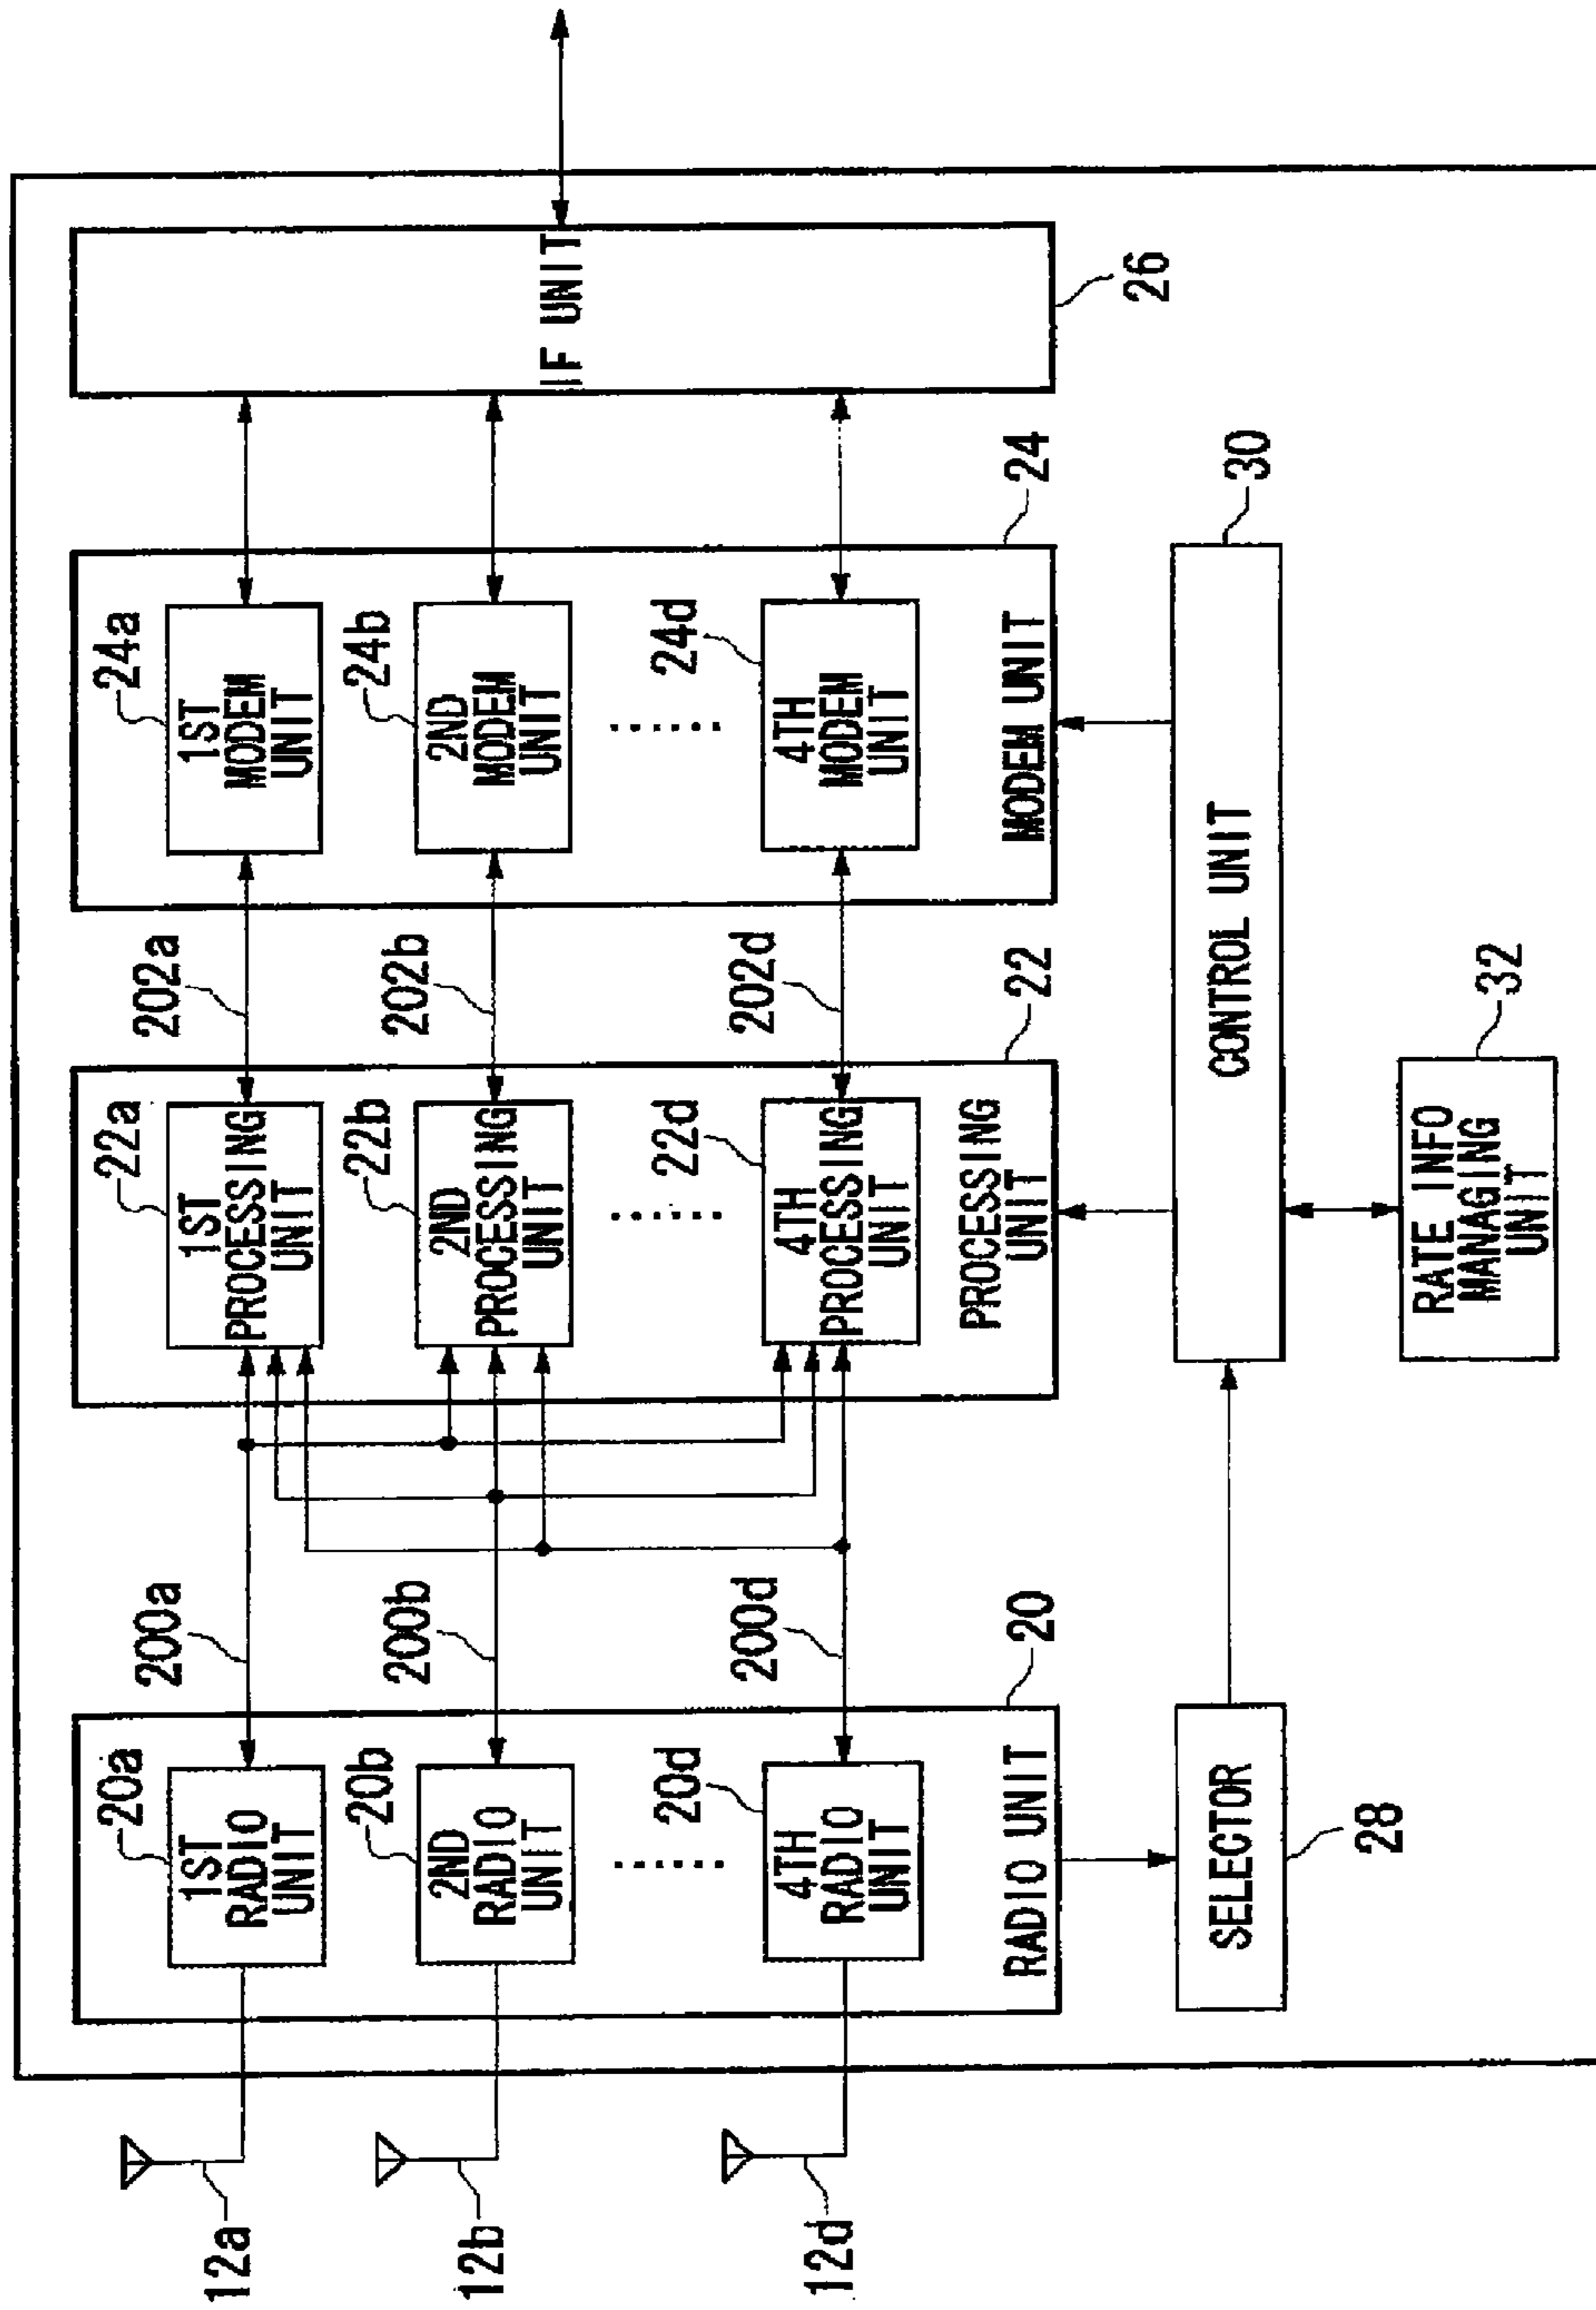 12a
12b
12d
20a
1ST
RADIO
UNIT
20b
2ND
RADIO
UNIT
......
20d
4TH
RADIO
UNIT
RADIO UNIT
20
200a
200b
200d
22a
1ST
PROCESSING
UNIT
22b
2ND
PROCESSING
UNIT
......
22d
4TH
PROCESSING
UNIT
PROCESSING
UNIT
22
202a
202b
202d
24a
1ST
MODEM
UNIT
24b
2ND
MODEM
UNIT
......
24d
4TH
MODEM
UNIT
MODEM UNIT
24
IF UNIT
26
SELECTOR
28
CONTROL UNIT
30
RATE INFO
MANAGING
UNIT
32